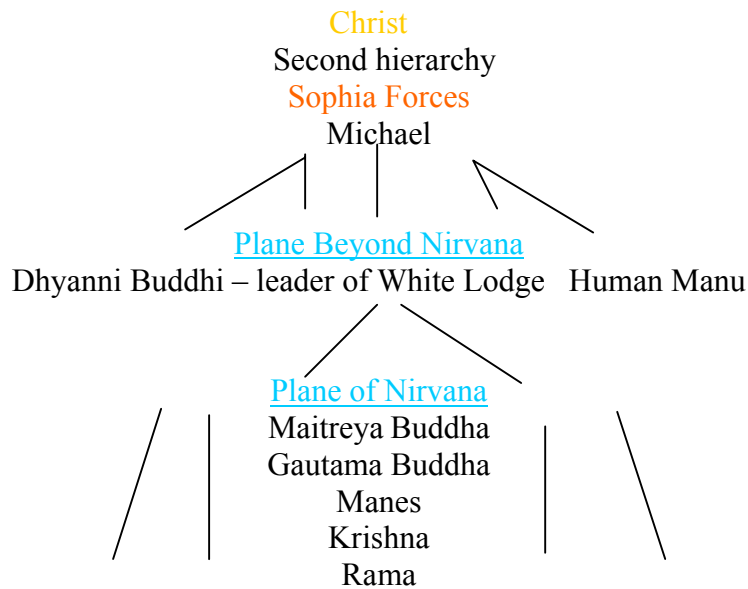 Christ
Second hierarchy
Sophia Forces
Michael
Plane Beyond Nirvana
Dhyanni Buddhi – leader of White Lodge Human Manu
Plane of Nirvana
Maitreya Buddha
Gautama Buddha
Manes
Krishna
Rama